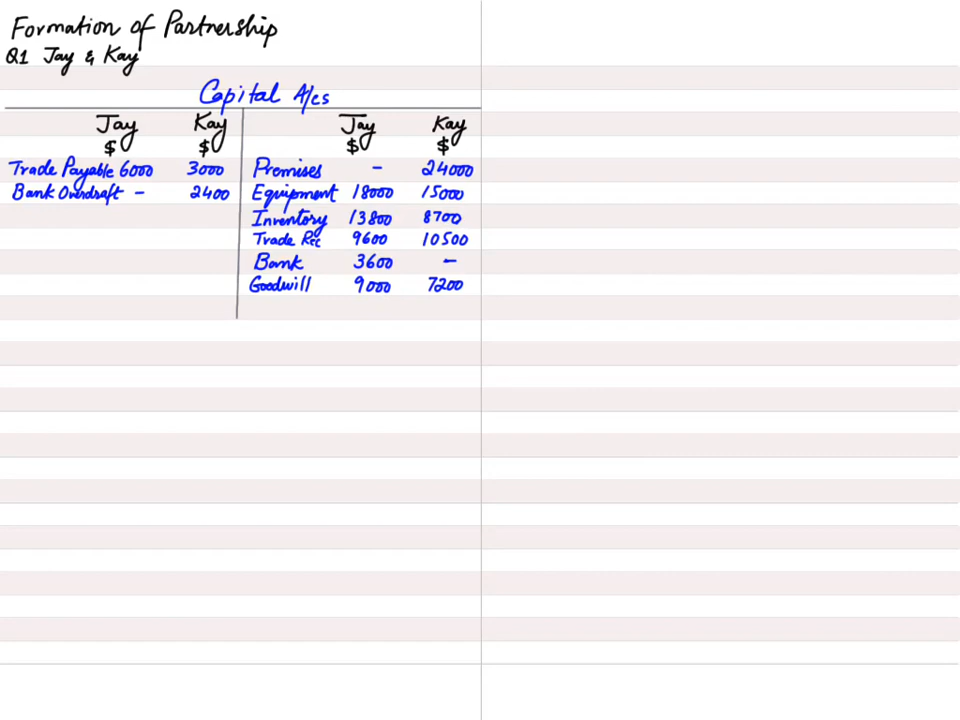 Formation of Partnership
Q1 Jay & Kay
Capital A/cs
Jay Kay Jay Kay
$ $ $ $
Trade Payable 6000 3000 Premises - 24000
Bank Overdraft - 2400 Equipment 18000 15000
Inventory 13800 8700
Trade Rec 9600 10500
Bank 3600 -
Goodwill 9000 7200